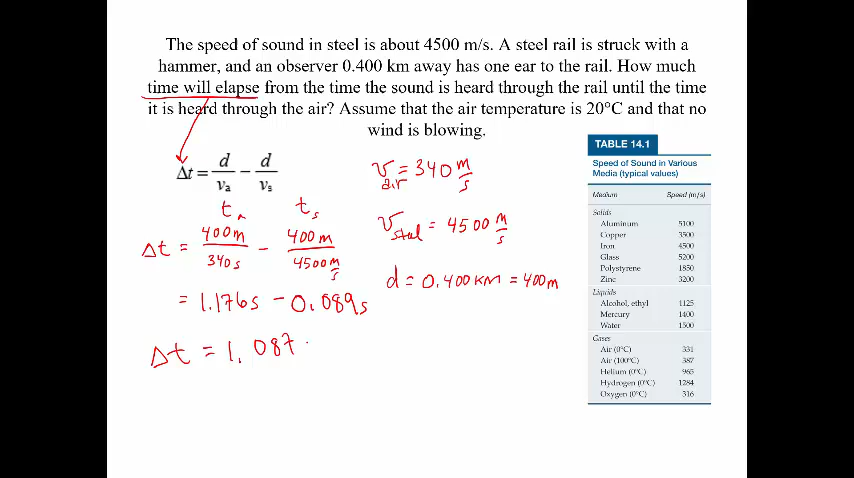 The speed of sound in steel is about 4500 m/s. A steel rail is struck with a
hammer, and an observer 0.400 km away has one ear to the rail. How much
time will elapse from the time the sound is heard through the rail until the time
it is heard through the air? Assume that the air temperature is 20°C and that no
wind is blowing.
Δt = d/vₐ − d/vₛ
tₐ tₛ
Δt = 400m/340s − 400m/4500 m/s
= 1.176s − 0.089s
Δt = 1.087
v air = 340 m/s
v steel = 4500 m/s
d = 0.400 KM = 400m
TABLE 14.1
Speed of Sound in Various
Media (typical values)
Medium Speed (m/s)
Solids
Aluminum 5100
Copper 3500
Iron 4500
Glass 5200
Polystyrene 1850
Zinc 3200
Liquids
Alcohol, ethyl 1125
Mercury 1400
Water 1500
Gases
Air (0°C) 331
Air (100°C) 387
Helium (0°C) 965
Hydrogen (0°C) 1284
Oxygen (0°C) 316